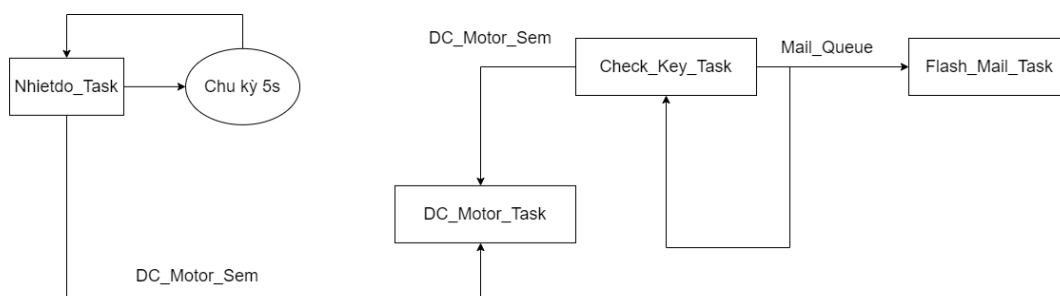 DC_Motor_Sem
Mail_Queue
Nhietdo_Task
Chu kỳ 5s
Check_Key_Task
Flash_Mail_Task
DC_Motor_Task
DC_Motor_Sem